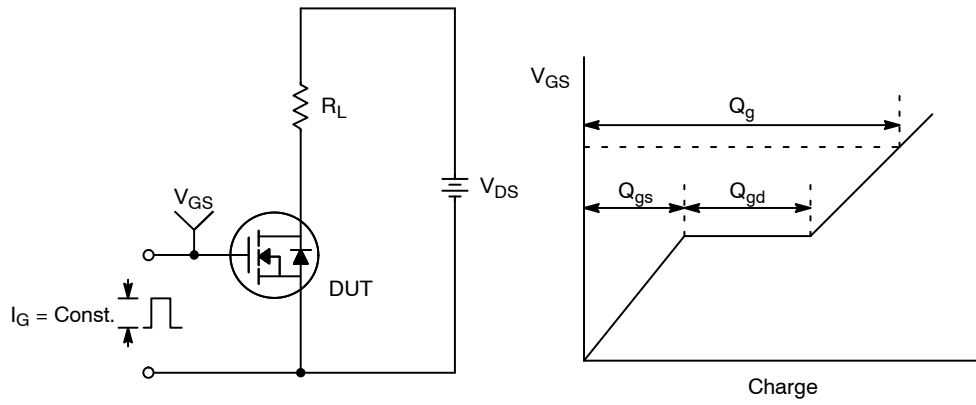 R_L
V_GS
V_DS
DUT
I_G = Const.
V_GS
Q_g
Q_gs
Q_gd
Charge